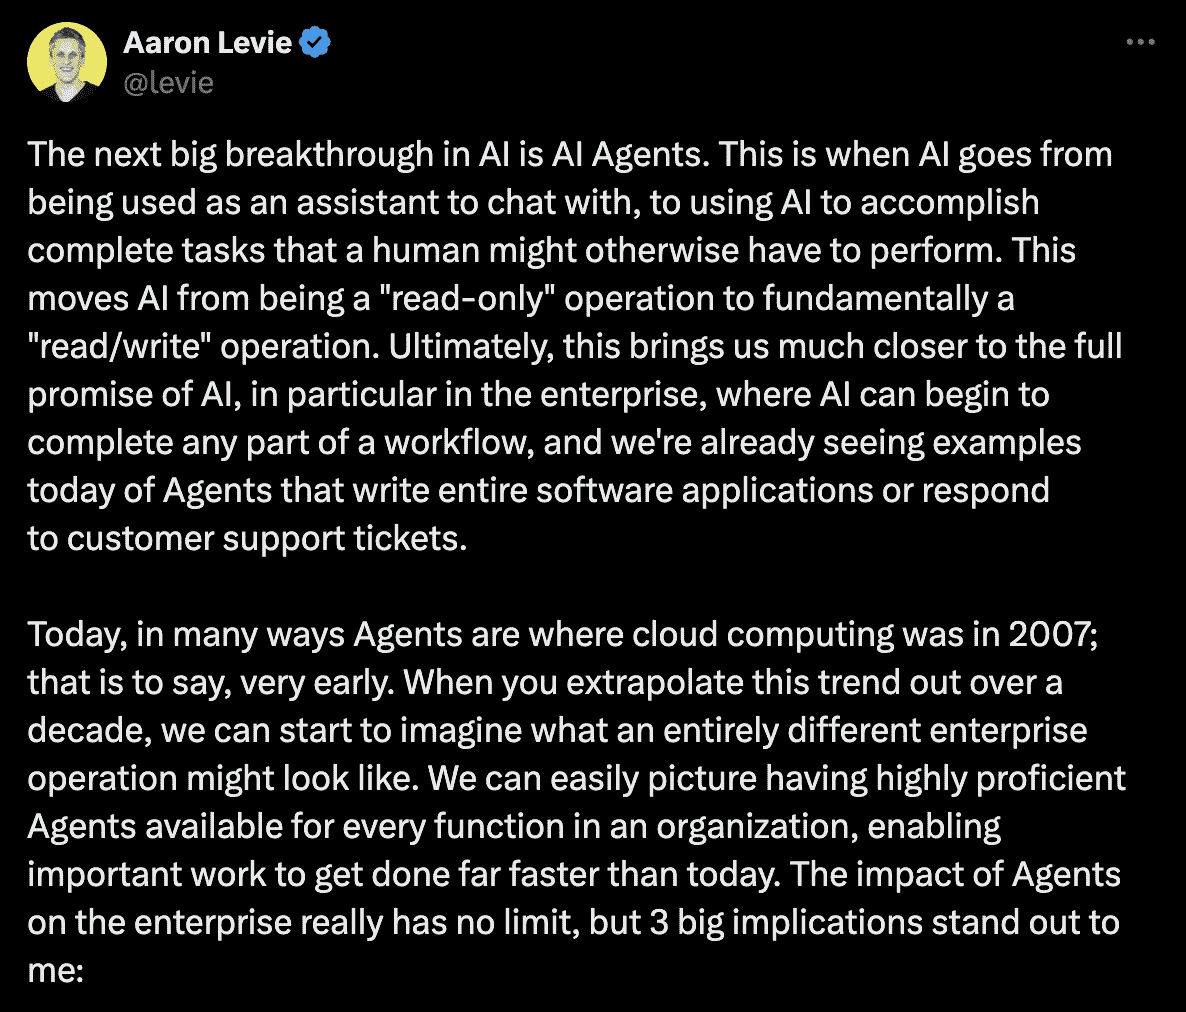 Aaron Levie
@levie
The next big breakthrough in AI is AI Agents. This is when AI goes from
being used as an assistant to chat with, to using AI to accomplish
complete tasks that a human might otherwise have to perform. This
moves AI from being a "read-only" operation to fundamentally a
"read/write" operation. Ultimately, this brings us much closer to the full
promise of AI, in particular in the enterprise, where AI can begin to
complete any part of a workflow, and we're already seeing examples
today of Agents that write entire software applications or respond
to customer support tickets.
Today, in many ways Agents are where cloud computing was in 2007;
that is to say, very early. When you extrapolate this trend out over a
decade, we can start to imagine what an entirely different enterprise
operation might look like. We can easily picture having highly proficient
Agents available for every function in an organization, enabling
important work to get done far faster than today. The impact of Agents
on the enterprise really has no limit, but 3 big implications stand out to
me: